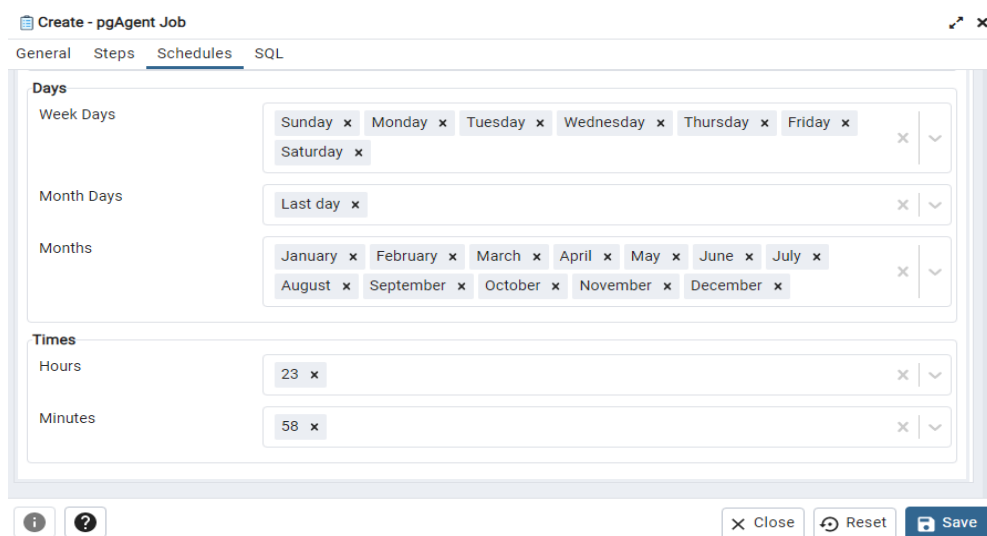 Create - pgAgent Job
General Steps Schedules SQL
Days
Week Days
Sunday × Monday × Tuesday × Wednesday × Thursday × Friday ×
Saturday ×
Month Days
Last day ×
Months
January × February × March × April × May × June × July ×
August × September × October × November × December ×
Times
Hours
23 ×
Minutes
58 ×
Close Reset Save